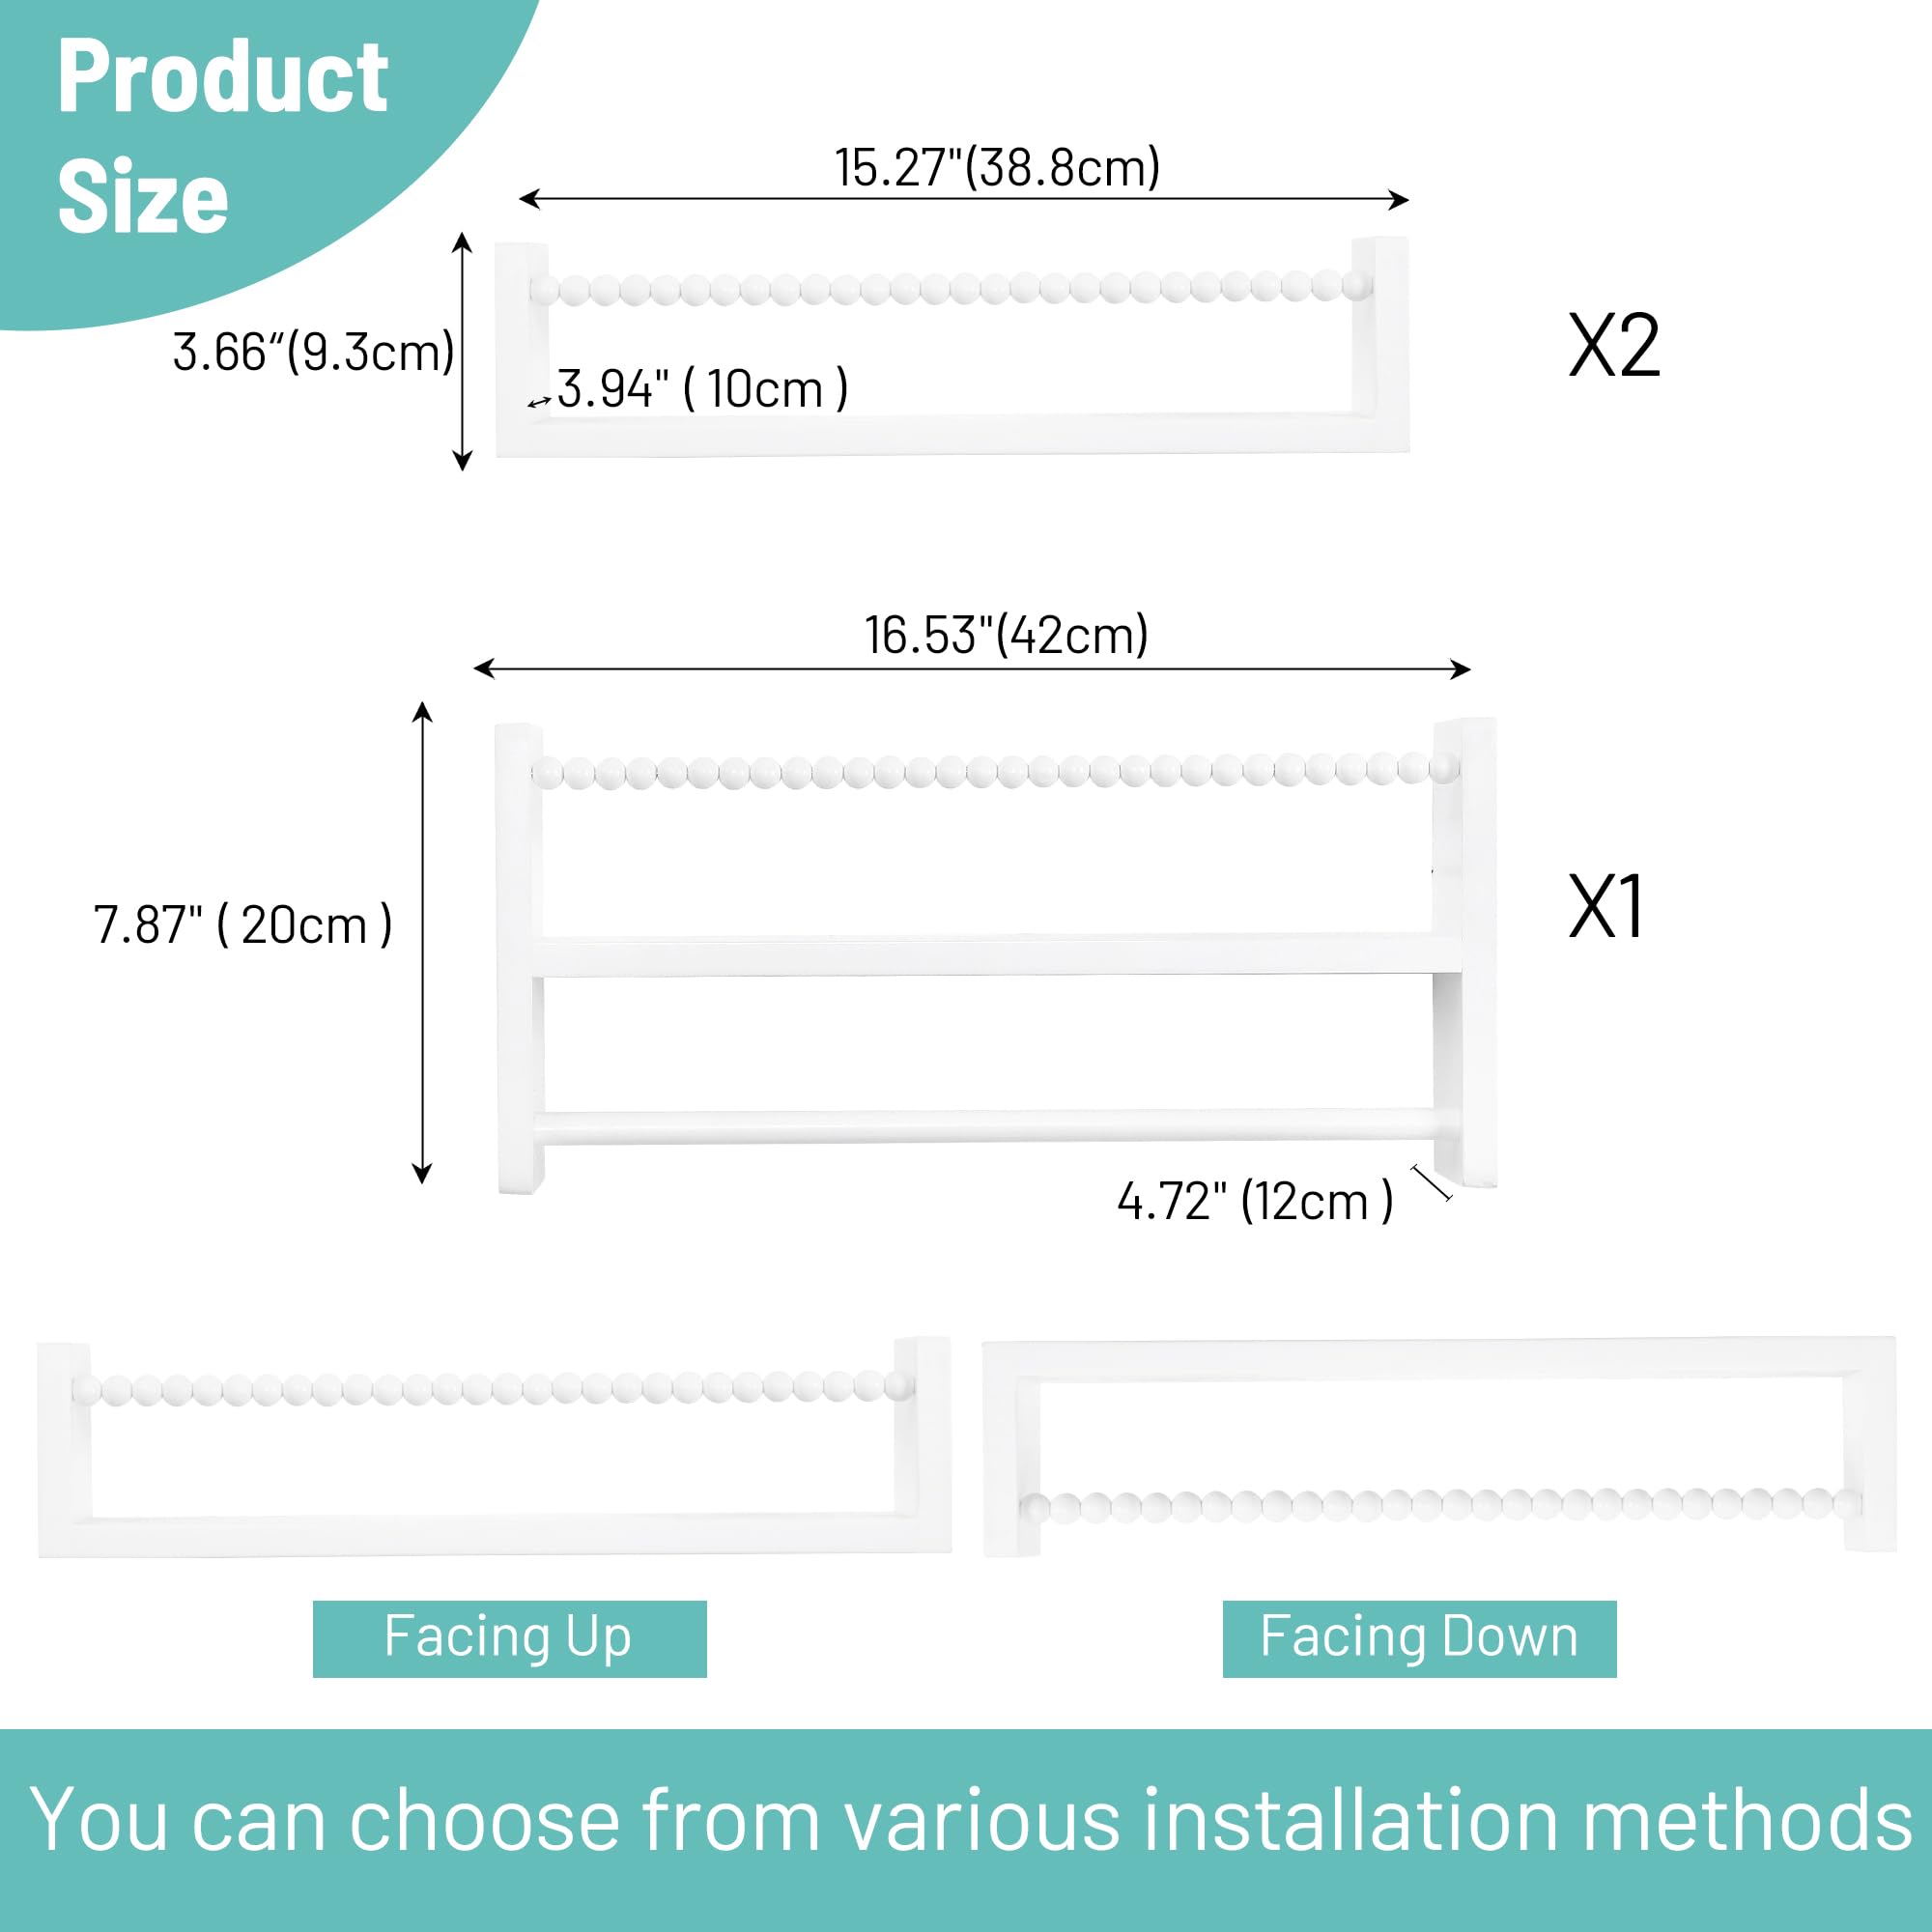 Product
Size
15.27"(38.8cm)
3.66“(9.3cm)
3.94" ( 10cm )
X2
16.53"(42cm)
7.87" ( 20cm )
X1
4.72" (12cm )
Facing Up
Facing Down
You can choose from various installation methods